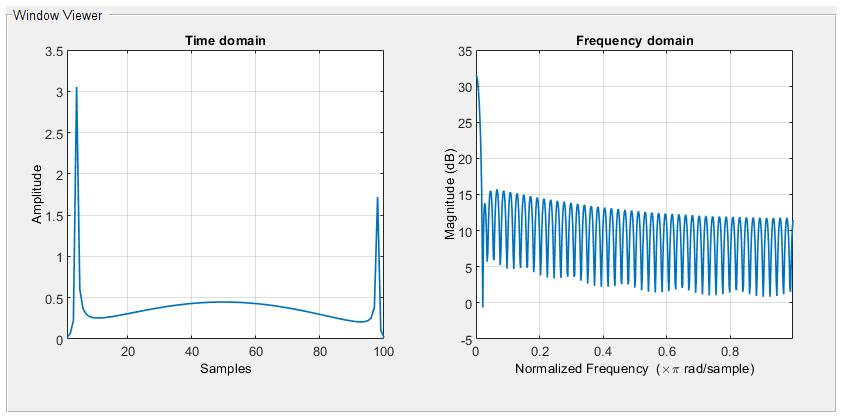 Window Viewer
Time domain
3.5
3
2.5
2
1.5
1
0.5
0
Amplitude
20 40 60 80 100
Samples
Frequency domain
35
30
25
20
15
10
5
0
-5
Magnitude (dB)
0 0.2 0.4 0.6 0.8
Normalized Frequency (×π rad/sample)